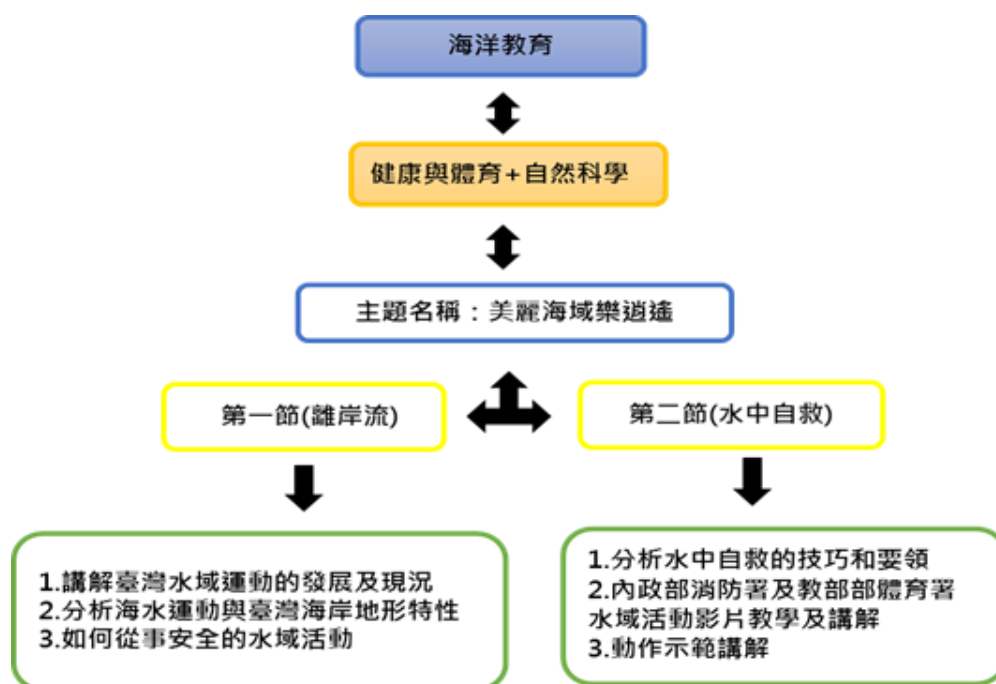 海洋教育
健康與體育+自然科學
主題名稱：美麗海域樂逍遙
第一節(離岸流)
第二節(水中自救)
1.講解臺灣水域運動的發展及現況
2.分析海水運動與臺灣海岸地形特性
3.如何從事安全的水域活動
1.分析水中自救的技巧和要領
2.內政部消防署及教部部體育署
水域活動影片教學及講解
3.動作示範講解